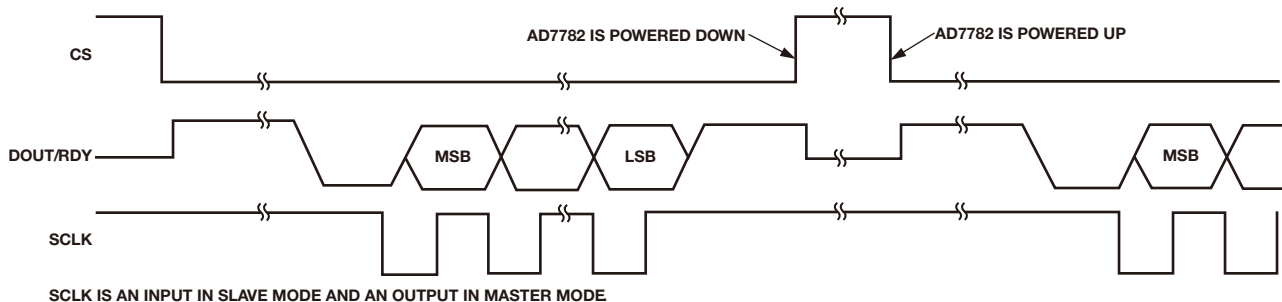 AD7782 IS POWERED DOWN
AD7782 IS POWERED UP
CS
DOUT/RDY
MSB
LSB
MSB
SCLK
SCLK IS AN INPUT IN SLAVE MODE AND AN OUTPUT IN MASTER MODE.